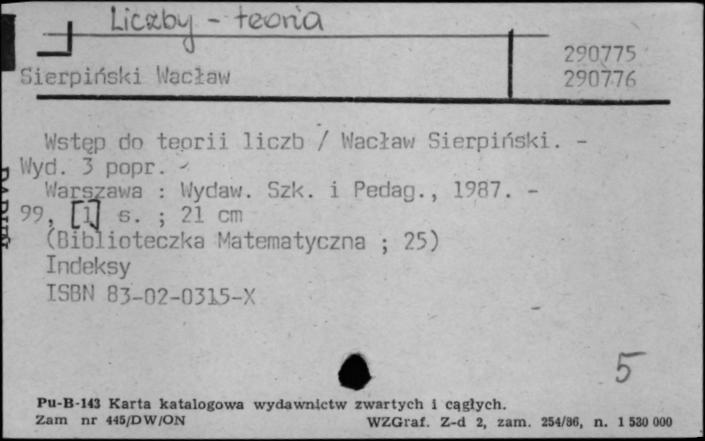 Liczby - teoria
290775
Sierpiński Wacław 290776
Wstęp do teorii liczb / Wacław Sierpiński. -
Wyd. 3 popr. -
Warszawa : Wydaw. Szk. i Pedag., 1987. -
99, [1] s. ; 21 cm
(Biblioteczka Matematyczna ; 25)
Indeksy
ISBN 83-02-0315-X
5
Pu-B-143 Karta katalogowa wydawnictw zwartych i cągłych.
Zam nr 445/DW/ON WZGraf. Z-d 2, zam. 254/86, n. 1 530 000